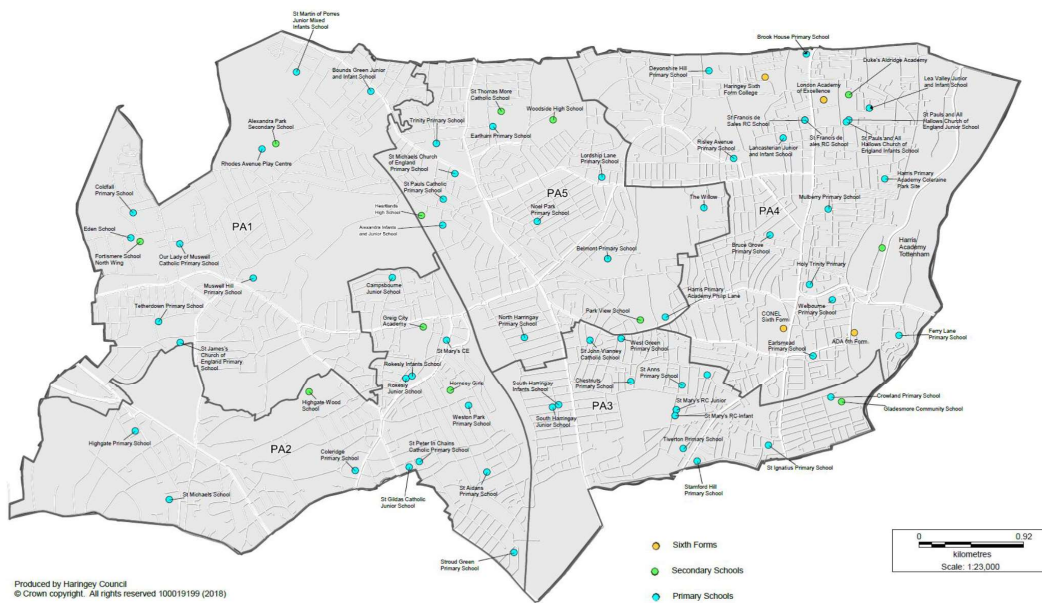 St Martin of Porres
Junior Mixed
Infants School
Bounds Green Junior
and Infant School
Brook House Primary School
Devonshire Hill
Primary School
Haringey Sixth
Form College
London Academy
of Excellence
Duke's Aldridge Academy
Lea Valley Junior
and Infant School
St Thomas More
Catholic School
Woodside High School
Trinity Primary School
Earlham Primary School
Alexandra Park
Secondary School
Rhodes Avenue Play Centre
St Francis de
Sales RC School
St Francis de
sales RC School
St Pauls and All
Hallows Church of
England Junior School
St Pauls and All
Hallows Church of
England Infants School
Lancasterian Junior
and Infant School
Risley Avenue
Primary School
St Michaels Church
of England
Primary School
Lordship Lane
Primary School
Harris Primary
Academy Coleraine
Park Site
Coldfall
Primary School
St Pauls Catholic
Primary School
PA5
The Willow
Mulberry Primary School
PA4
Heartlands
High School
Noel Park
Primary School
Alexandra Infants
and Junior School
PA1
Eden School
Fortismere School
North Wing
Our Lady of Muswell
Catholic Primary School
Bruce Grove
Primary School
Harris
Academy
Tottenham
Belmont Primary School
Holy Trinity Primary
Muswell Hill
Primary School
Campsbourne
Junior School
Harris Primary
Academy Philip Lane
Welbourne
Primary School
Tetherdown Primary School
Greig City
Academy
North Harringay
Primary School
Park View School
CONEL
Sixth Form
ADA 6th Form
Ferry Lane
Primary School
St James's
Church of
England Primary
School
St Mary's CE
St John Vianney
Catholic School
West Green
Primary School
Earlsmead
Primary School
Rokesly Infants School
Rokesly
Junior School
Hornsey Girls
South Harringay
Infants School
Chestnuts
Primary School
St Anns
Primary School
Highgate Wood
School
Weston Park
Primary School
South Harringay
Junior School
PA3
St Mary's RC Junior
St Mary's RC Infant
Crowland Primary School
Gladesmore Community School
Highgate Primary School
PA2
Coleridge
Primary School
St Peter In Chains
Catholic Primary School
Tiverton Primary School
St Ignatius Primary School
St Michaels School
St Gildas Catholic
Junior School
St Aidans
Primary School
Stamford Hill
Primary School
Stroud Green
Primary School
Sixth Forms
Secondary Schools
Primary Schools
0 0.92
kilometres
Scale: 1:23,000
Produced by Haringey Council
© Crown copyright. All rights reserved 100019199 (2018)